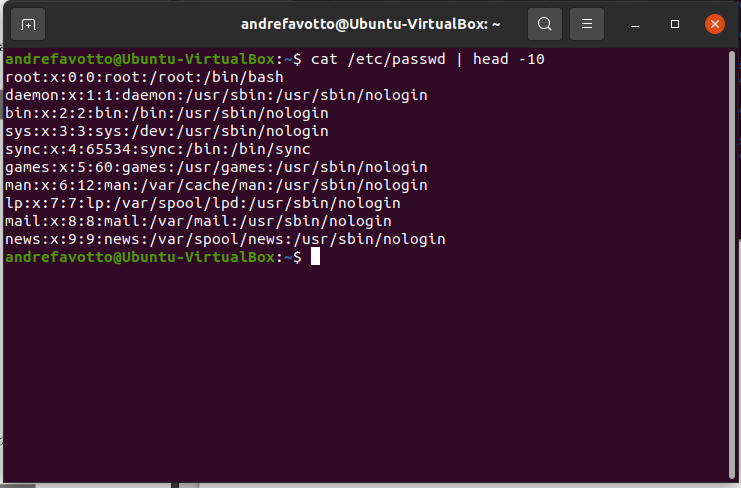 andrefavotto@Ubuntu-VirtualBox: ~
andrefavotto@Ubuntu-VirtualBox:~$ cat /etc/passwd | head -10
root:x:0:0:root:/root:/bin/bash
daemon:x:1:1:daemon:/usr/sbin:/usr/sbin/nologin
bin:x:2:2:bin:/bin:/usr/sbin/nologin
sys:x:3:3:sys:/dev:/usr/sbin/nologin
sync:x:4:65534:sync:/bin:/bin/sync
games:x:5:60:games:/usr/games:/usr/sbin/nologin
man:x:6:12:man:/var/cache/man:/usr/sbin/nologin
lp:x:7:7:lp:/var/spool/lpd:/usr/sbin/nologin
mail:x:8:8:mail:/var/mail:/usr/sbin/nologin
news:x:9:9:news:/var/spool/news:/usr/sbin/nologin
andrefavotto@Ubuntu-VirtualBox:~$